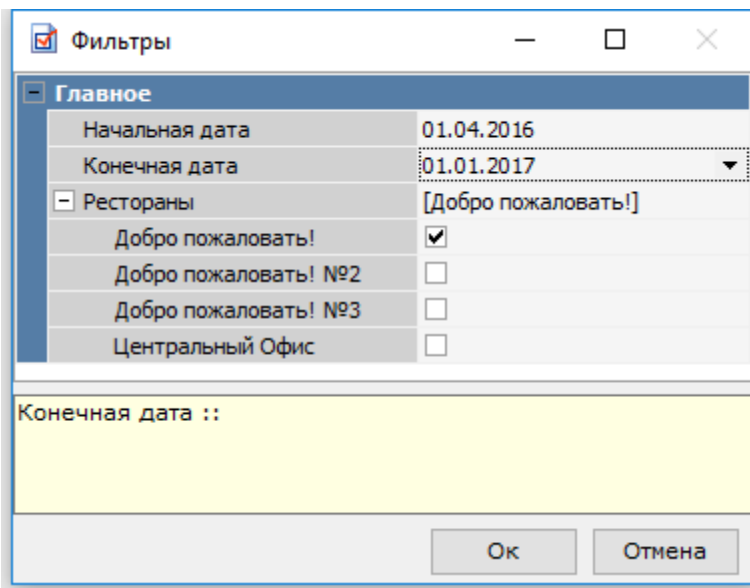 Фильтры
Главное
Начальная дата 01.04.2016
Конечная дата 01.01.2017
Рестораны [Добро пожаловать!]
Добро пожаловать!
Добро пожаловать! №2
Добро пожаловать! №3
Центральный Офис
Конечная дата ::
Ок Отмена